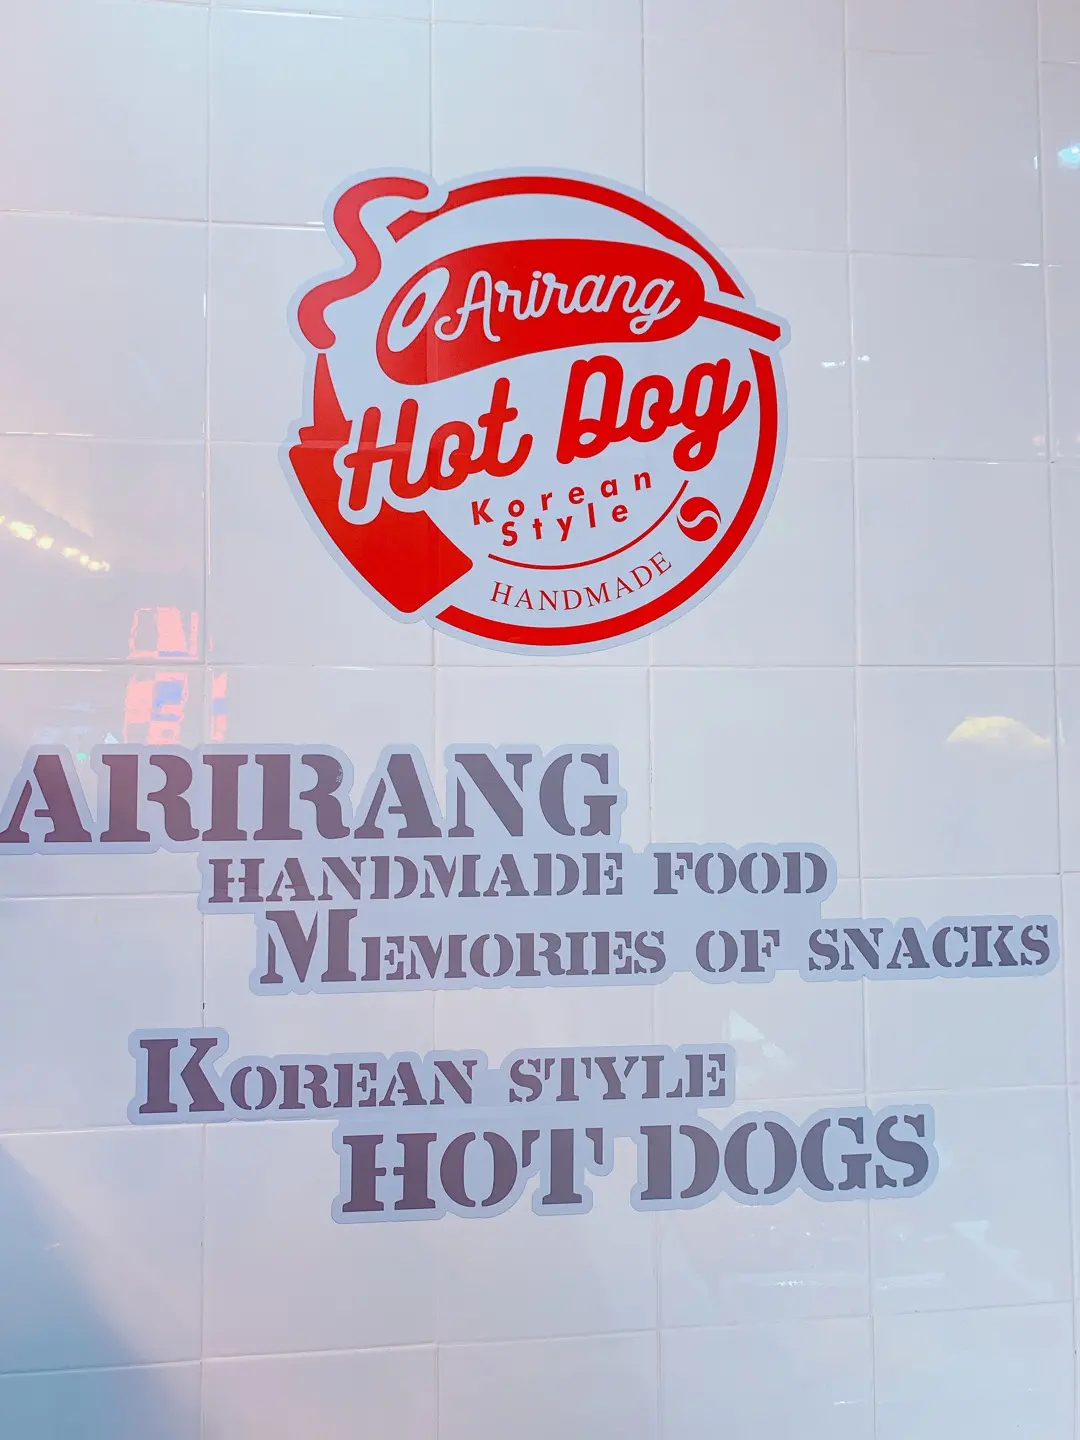 Arirang
Hot Dog
Korean
Style
HANDMADE
ARIRANG
HANDMADE FOOD
MEMORIES OF SNACKS
KOREAN STYLE
HOT DOGS